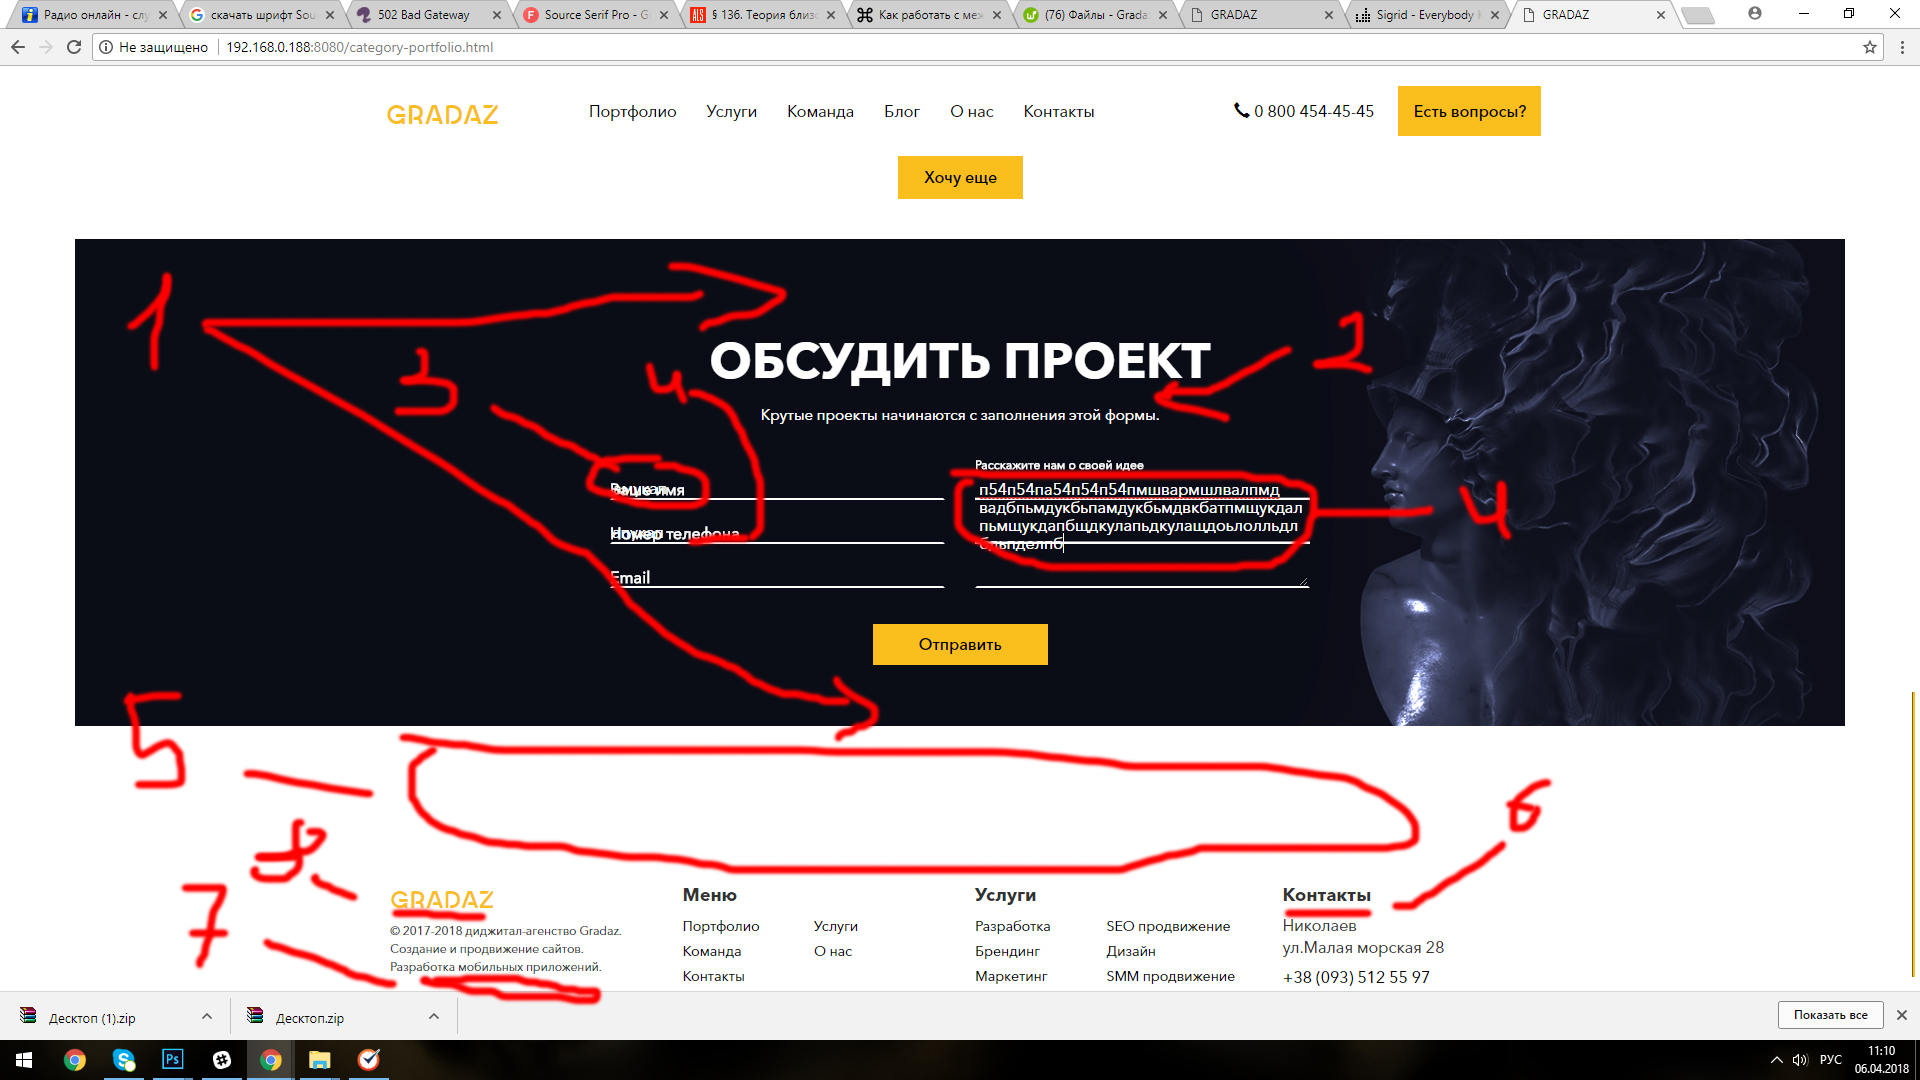 Радио онлайн - слу
скачать шрифт Sou
502 Bad Gateway
Source Serif Pro - G
§ 136. Теория близо
Как работать с меж
(76) Файлы - Grada
GRADAZ
Sigrid - Everybody
GRADAZ
Не защищено
192.168.0.188:8080/category-portfolio.html
GRADAZ
Портфолио Услуги Команда Блог О нас Контакты
0 800 454-45-45
Есть вопросы?
Хочу еще
1
2
3
4
ОБСУДИТЬ ПРОЕКТ
Крутые проекты начинаются с заполнения этой формы.
Расскажите нам о своей идее
Ваше имя
п54п54па54п54п54пмшвармшлвалпмд
вадбпьмдукбьпамдукбьмдвкбатпмщукдал
пьмщукдапбщдкулапьдкулащдоьлолльдл
4
Номер телефона
Email
Отправить
5
6
8
7
GRADAZ
© 2017-2018 диджитал-агенство Gradaz.
Создание и продвижение сайтов.
Разработка мобильных приложений.
Меню
Портфолио Услуги
Команда О нас
Контакты
Услуги
Разработка SEO продвижение
Брендинг Дизайн
Маркетинг SMM продвижение
Контакты
Николаев
ул.Малая морская 28
+38 (093) 512 55 97
Десктоп (1).zip
Десктоп.zip
Показать все
Ps
РУС
11:10
06.04.2018